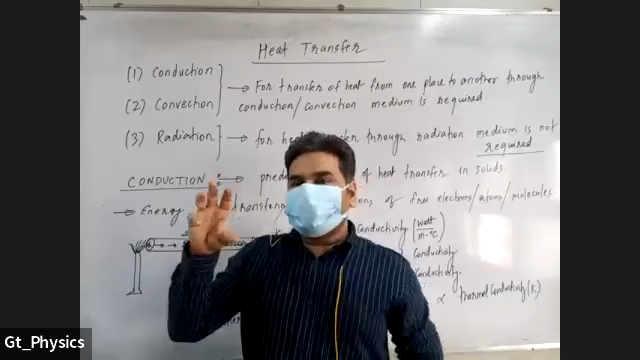 Heat Transfer
(1) Conduction
(2) Convection
→ For transfer of heat from one place to another through
conduction/convection medium is required.
(3) Radiation → for through radiation medium is not
required
CONDUCTION :→ of heat transfer in solids
→ Energy of free electrons/atoms/molecules.
K Conductivity (Watt/m-°C)
Conductivity
Conductivity.
∝ Thermal Conductivity (K)
Gt_Physics